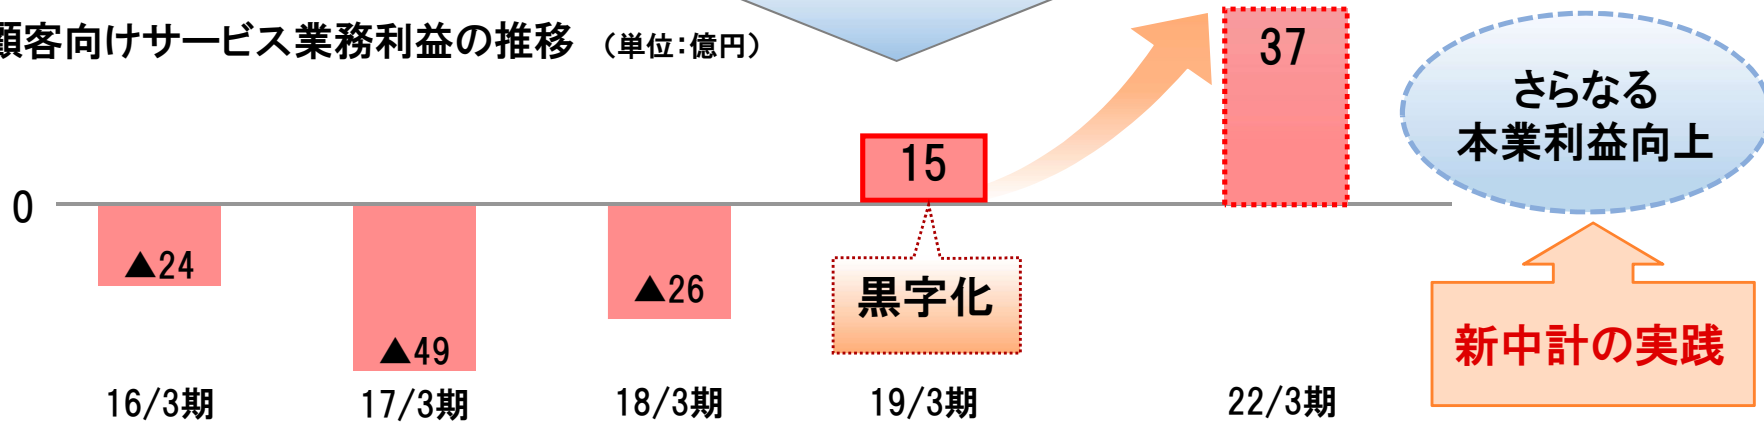 顧客向けサービス業務利益の推移 （単位：億円）
37
さらなる
本業利益向上
15
0
▲24
▲26
黒字化
▲49
新中計の実践
16/3期
17/3期
18/3期
19/3期
22/3期